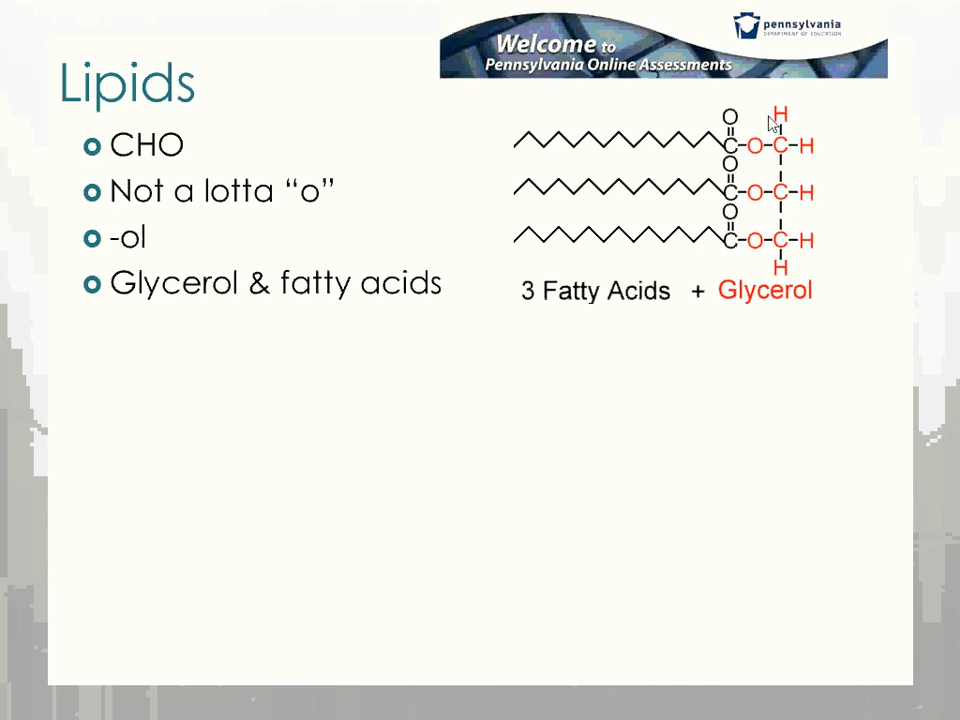 pennsylvania
DEPARTMENT OF EDUCATION
Welcome to
Pennsylvania Online Assessments
Lipids
CHO
Not a lotta “o”
-ol
Glycerol & fatty acids
O H
C-O-C-H
O
C-O-C-H
O
C-O-C-H
H
3 Fatty Acids + Glycerol